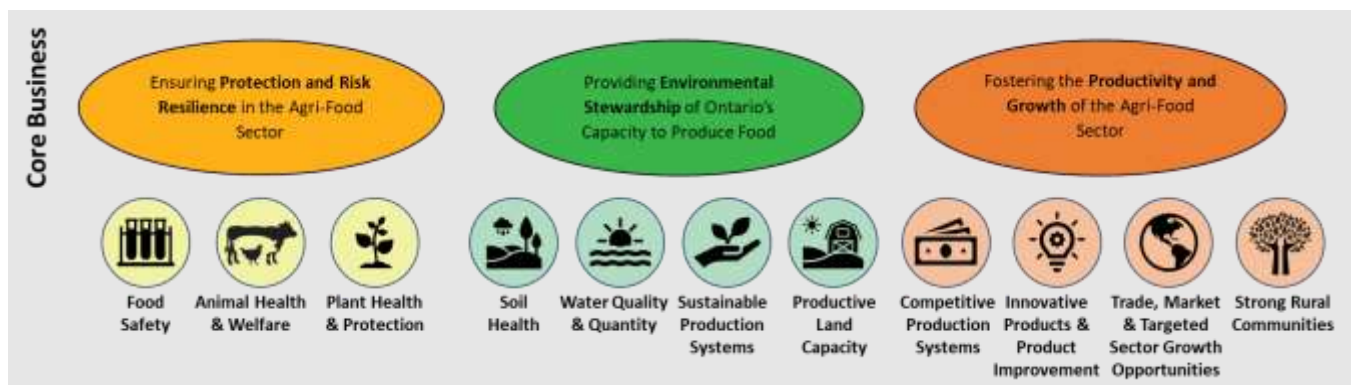 Core Business
Ensuring Protection and Risk
Resilience in the Agri-Food
Sector
Providing Environmental
Stewardship of Ontario's
Capacity to Produce Food
Fostering the Productivity and
Growth of the Agri-Food
Sector
Food
Safety
Animal Health
& Welfare
Plant Health
& Protection
Soil
Health
Water Quality
& Quantity
Sustainable
Production
Systems
Productive
Land
Capacity
Competitive
Production
Systems
Innovative
Products &
Product
Improvement
Trade, Market
& Targeted
Sector Growth
Opportunities
Strong Rural
Communities